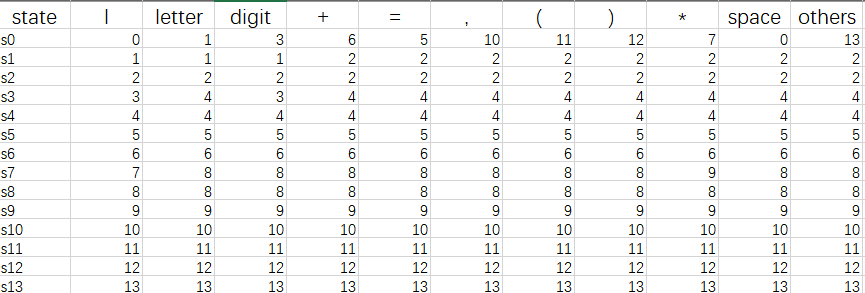 state l letter digit + = , ( ) * space others
s0 0 1 3 6 5 10 11 12 7 0 13
s1 1 1 1 2 2 2 2 2 2 2 2
s2 2 2 2 2 2 2 2 2 2 2 2
s3 3 4 3 4 4 4 4 4 4 4 4
s4 4 4 4 4 4 4 4 4 4 4 4
s5 5 5 5 5 5 5 5 5 5 5 5
s6 6 6 6 6 6 6 6 6 6 6 6
s7 7 8 8 8 8 8 8 8 9 8 8
s8 8 8 8 8 8 8 8 8 8 8 8
s9 9 9 9 9 9 9 9 9 9 9 9
s10 10 10 10 10 10 10 10 10 10 10 10
s11 11 11 11 11 11 11 11 11 11 11 11
s12 12 12 12 12 12 12 12 12 12 12 12
s13 13 13 13 13 13 13 13 13 13 13 13